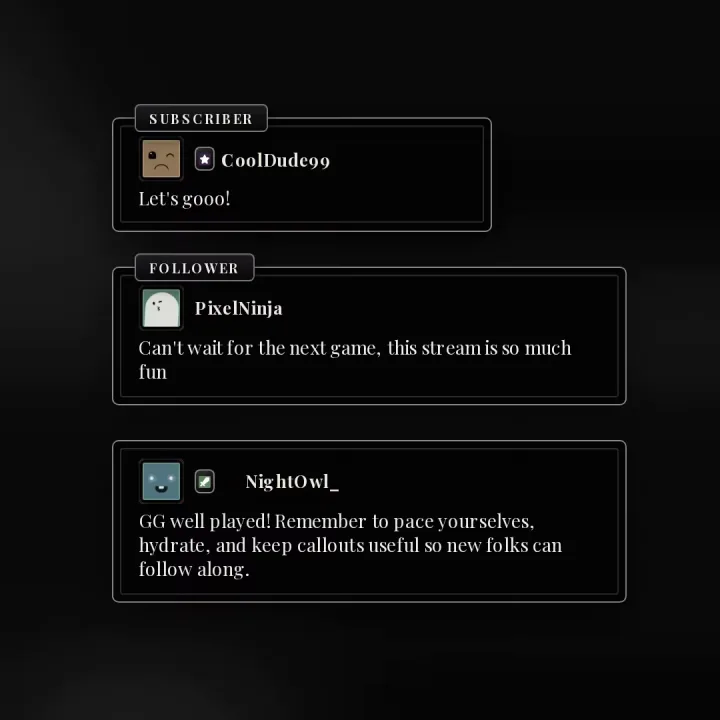 SUBSCRIBER
CoolDude99
Let's gooo!
FOLLOWER
PixelNinja
Can't wait for the next game, this stream is so much
fun
NightOwl_
GG well played! Remember to pace yourselves,
hydrate, and keep callouts useful so new folks can
follow along.